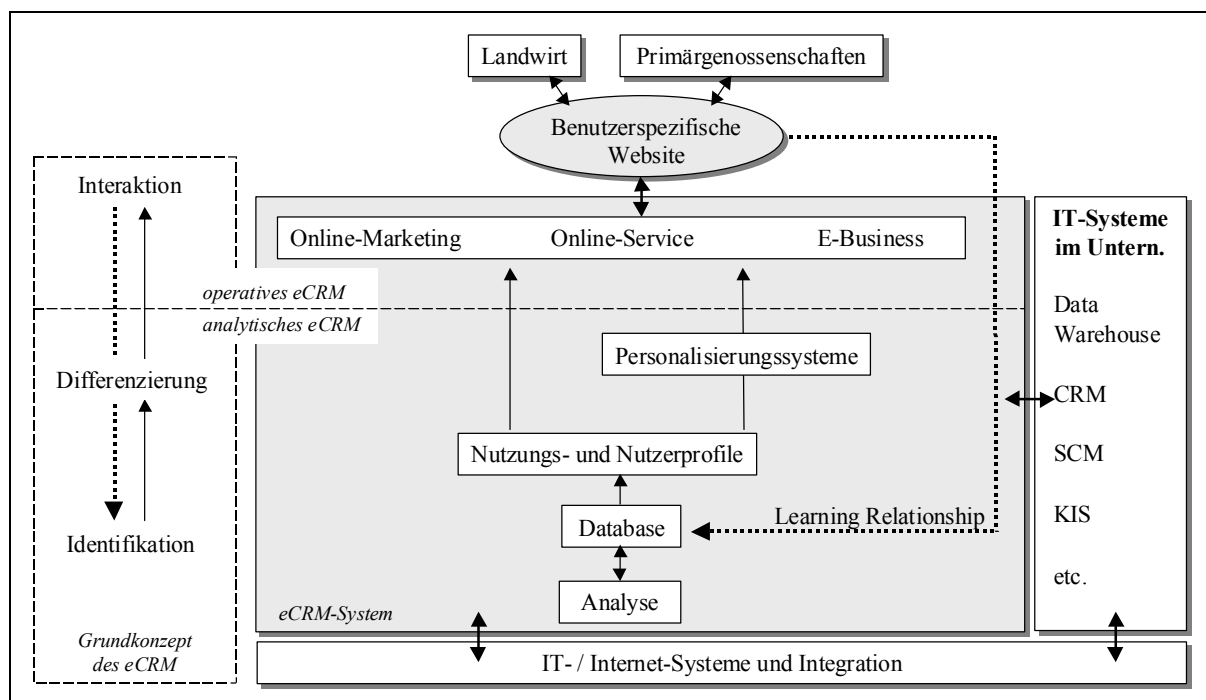 Landwirt
Primärgenossenschaften
Benutzerspezifische
Website
Interaktion
Differenzierung
Identifikation
Grundkonzept
des eCRM
Online-Marketing Online-Service E-Business
operatives eCRM
analytisches eCRM
Personalisierungssysteme
Nutzungs- und Nutzerprofile
Database
Learning Relationship
Analyse
eCRM-System
IT-Systeme
im Untern.
Data
Warehouse
CRM
SCM
KIS
etc.
IT- / Internet-Systeme und Integration